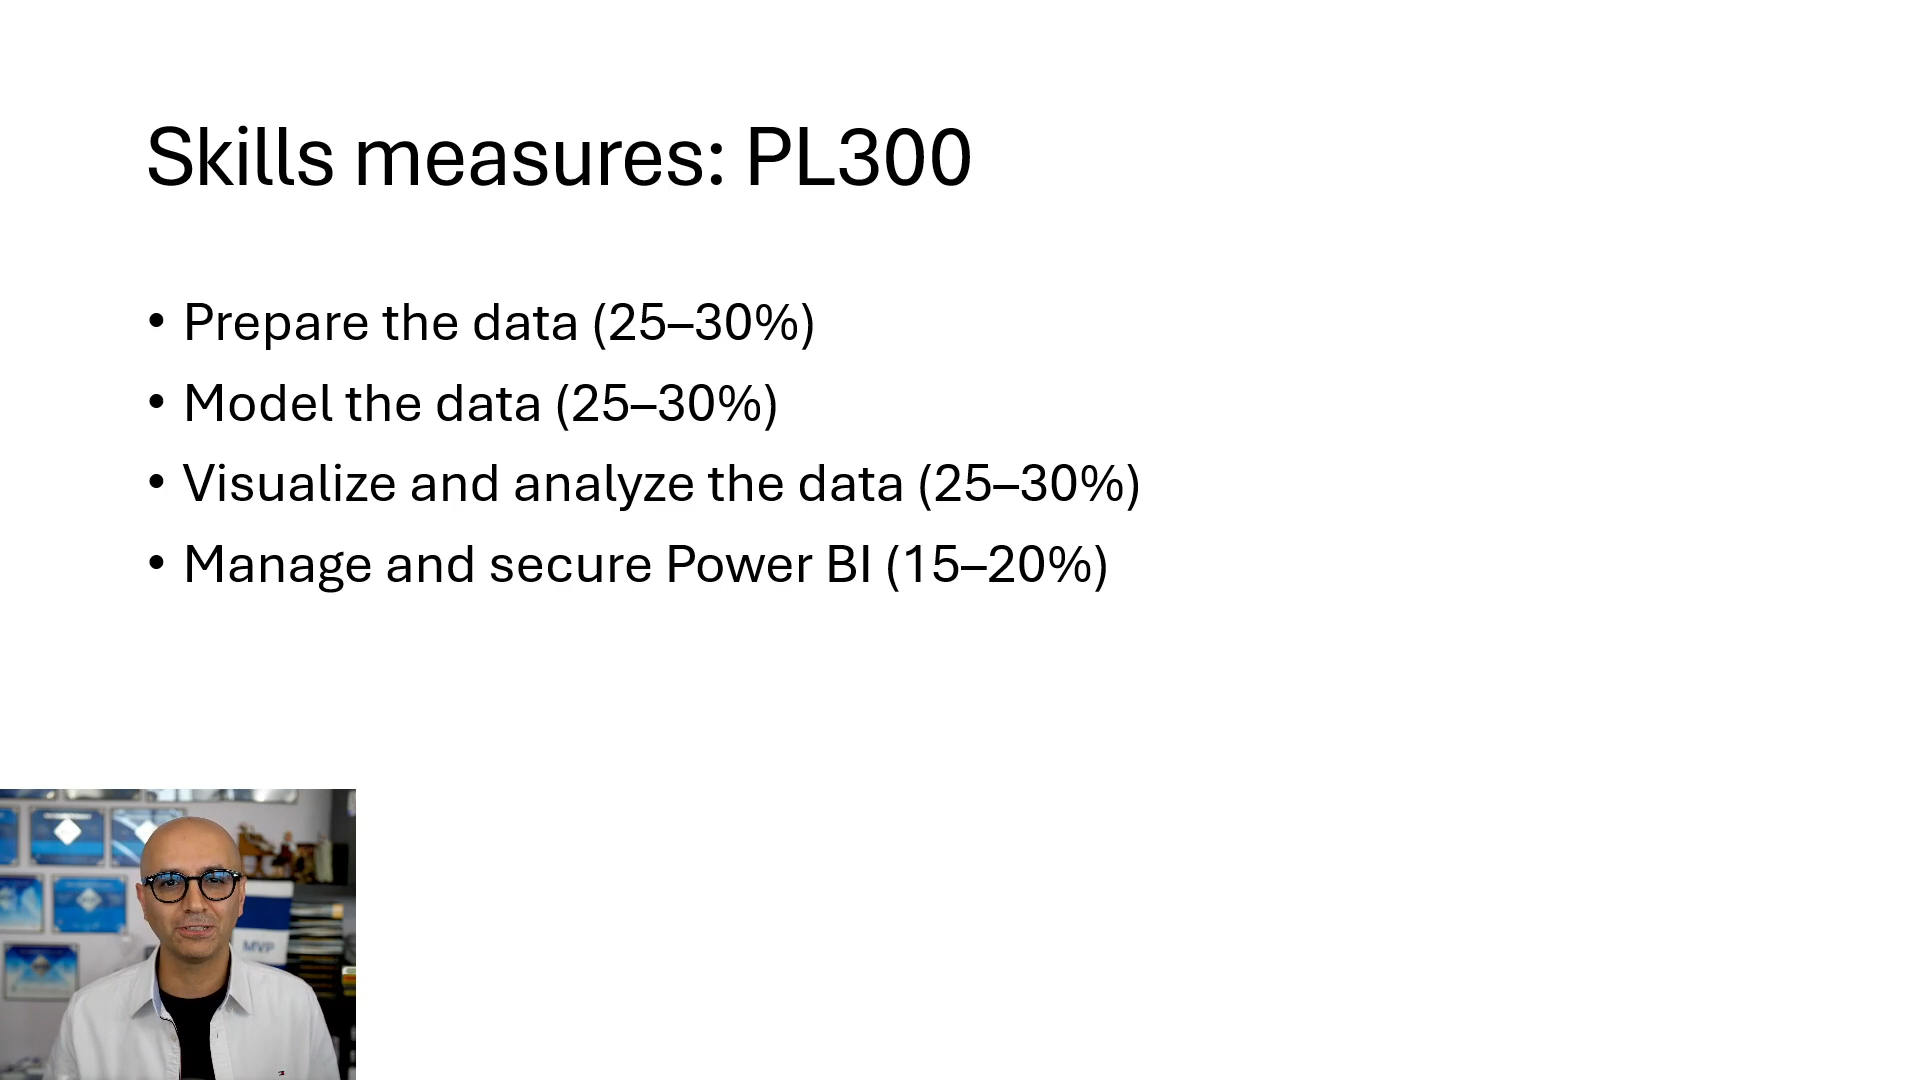 Skills measures: PL300
• Prepare the data (25–30%)
• Model the data (25–30%)
• Visualize and analyze the data (25–30%)
• Manage and secure Power BI (15–20%)
MVP